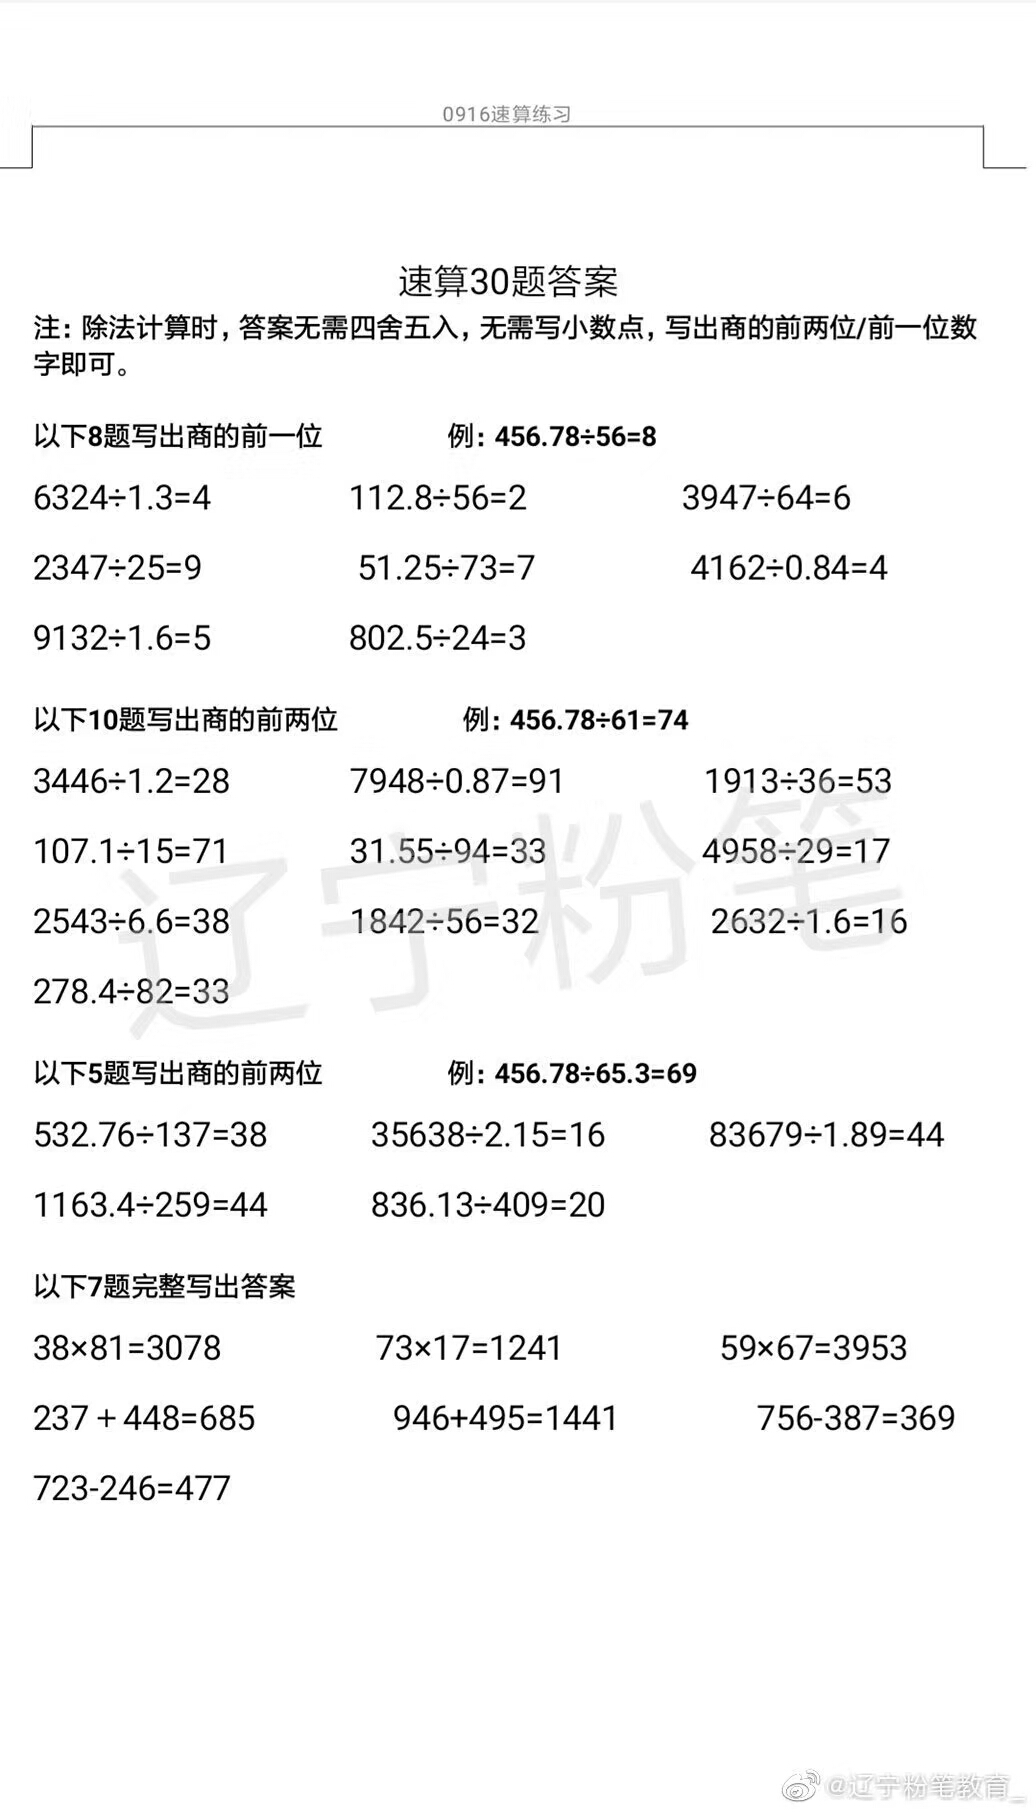 0916速算练习
速算30题答案
注：除法计算时，答案无需四舍五入，无需写小数点，写出商的前两位/前一位数
字即可。
以下8题写出商的前一位 例：456.78÷56=8
6324÷1.3=4 112.8÷56=2 3947÷64=6
2347÷25=9 51.25÷73=7 4162÷0.84=4
9132÷1.6=5 802.5÷24=3
以下10题写出商的前两位 例：456.78÷61=74
3446÷1.2=28 7948÷0.87=91 1913÷36=53
107.1÷15=71 31.55÷94=33 4958÷29=17
2543÷6.6=38 1842÷56=32 2632÷1.6=16
278.4÷82=33
辽宁粉笔
以下5题写出商的前两位 例：456.78÷65.3=69
532.76÷137=38 35638÷2.15=16 83679÷1.89=44
1163.4÷259=44 836.13÷409=20
以下7题完整写出答案
38×81=3078 73×17=1241 59×67=3953
237＋448=685 946+495=1441 756-387=369
723-246=477
@辽宁粉笔教育_